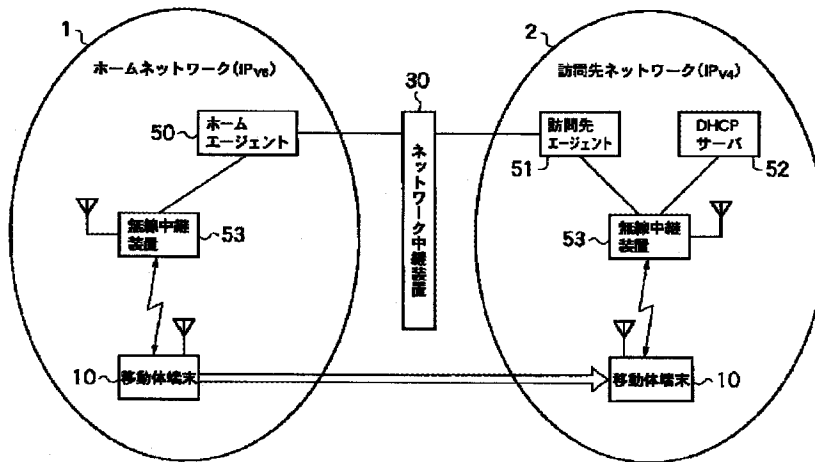 1
2
ホームネットワーク(IPV6)
訪問先ネットワーク(IPV4)
30
50
ホーム
エージェント
ネットワーク中継装置
訪問先
エージェント
51
DHCP
サーバ
52
無線中継
装置
53
53
無線中継
装置
10
移動体端末
移動体端末
10